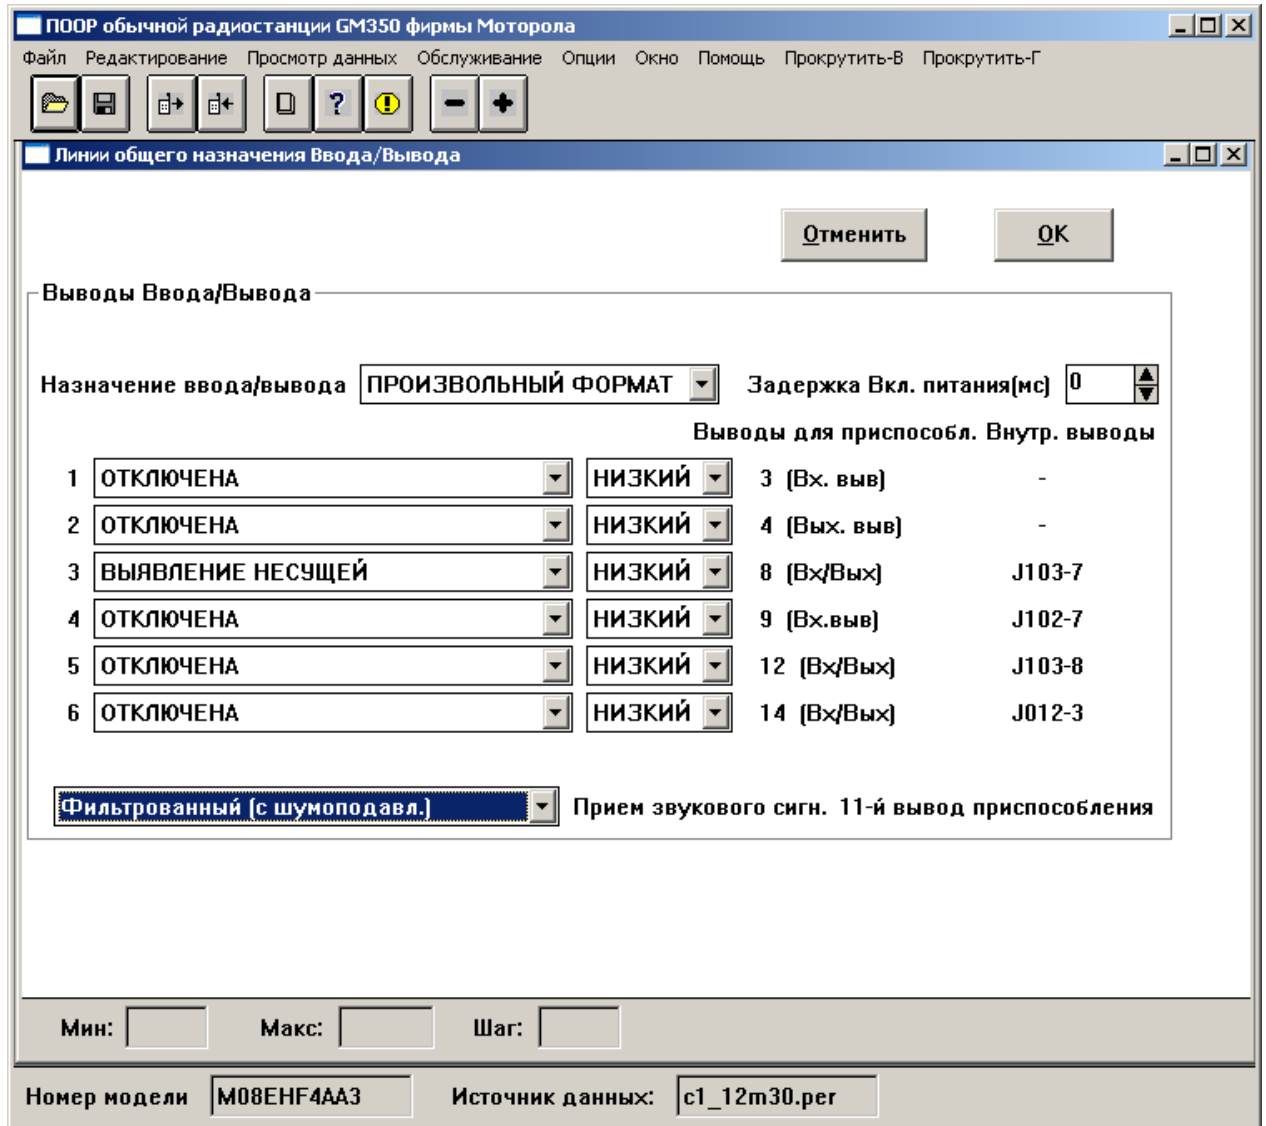 ПООР обычной радиостанции GM350 фирмы Моторола
Файл Редактирование Просмотр данных Обслуживание Опции Окно Помощь Прокрутить-В Прокрутить-Г
Линии общего назначения Ввода/Вывода
Отменить OK
Выводы Ввода/Вывода
Назначение ввода/вывода ПРОИЗВОЛЬНЫЙ ФОРМАТ Задержка Вкл. питания(мс) 0
Выводы для приспособл. Внутр. выводы
1 ОТКЛЮЧЕНА НИЗКИЙ 3 (Вх. выв) -
2 ОТКЛЮЧЕНА НИЗКИЙ 4 (Вых. выв) -
3 ВЫЯВЛЕНИЕ НЕСУЩЕЙ НИЗКИЙ 8 (Вх/Вых) J103-7
4 ОТКЛЮЧЕНА НИЗКИЙ 9 (Вх.выв) J102-7
5 ОТКЛЮЧЕНА НИЗКИЙ 12 (Вх/Вых) J103-8
6 ОТКЛЮЧЕНА НИЗКИЙ 14 (Вх/Вых) J012-3
Фильтрованный (с шумоподавл.) Прием звукового сигн. 11-й вывод приспособления
Мин: Макс: Шаг:
Номер модели M08EHF4AA3 Источник данных: c1_12m30.per